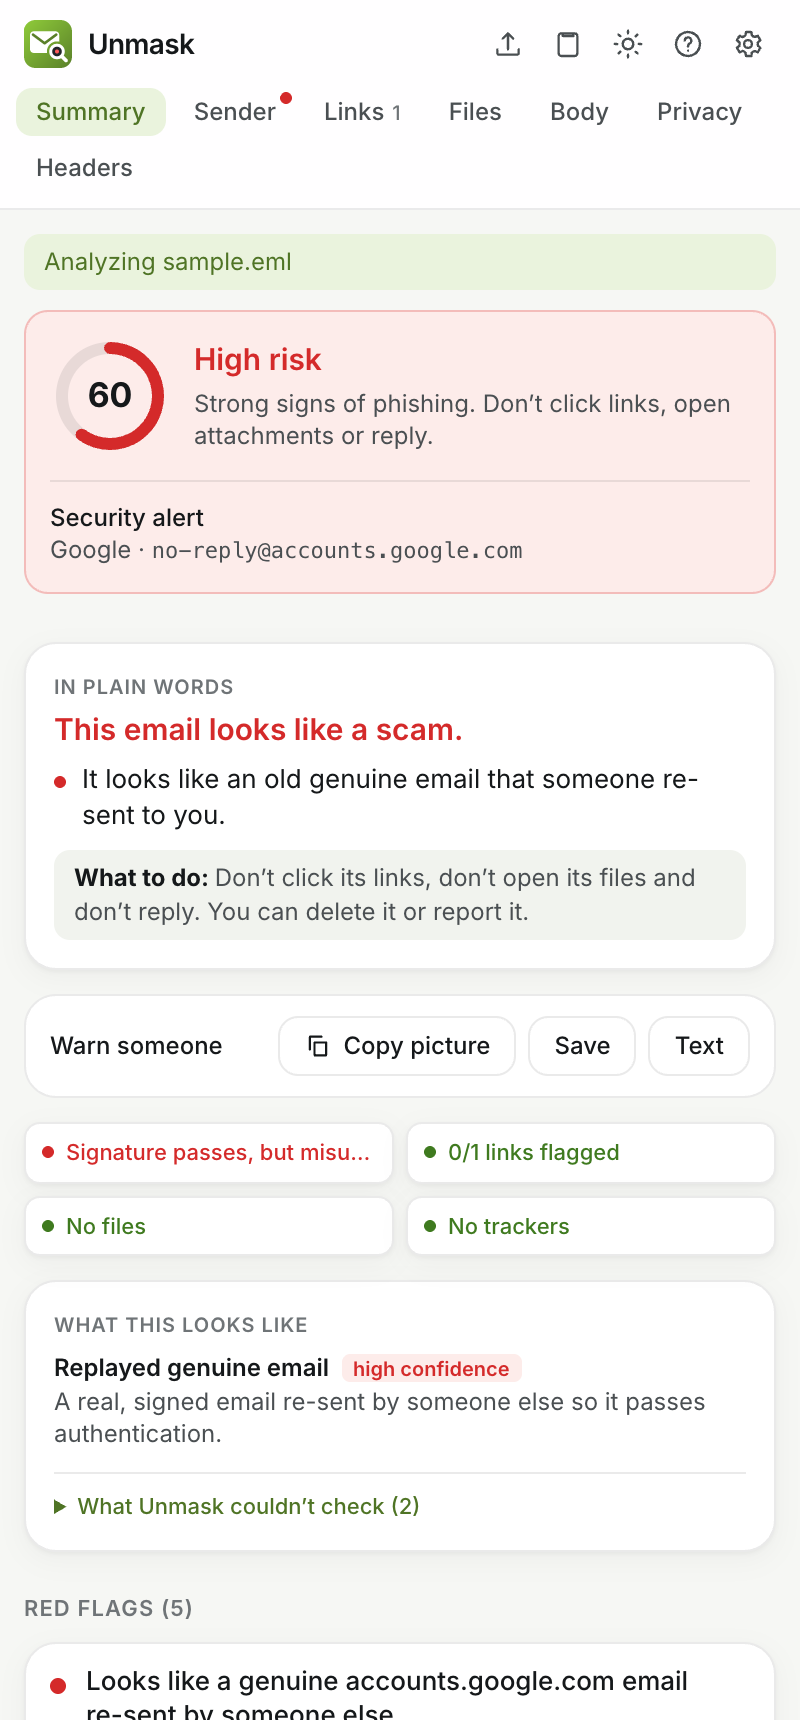 Unmask
Summary
Sender
Links 1
Files
Body
Privacy
Headers
Analyzing sample.eml
60
High risk
Strong signs of phishing. Don’t click links, open
attachments or reply.
Security alert
Google · no-reply@accounts.google.com
IN PLAIN WORDS
This email looks like a scam.
It looks like an old genuine email that someone re-
sent to you.
What to do: Don’t click its links, don’t open its files and
don’t reply. You can delete it or report it.
Warn someone
Copy picture
Save
Text
Signature passes, but misu...
0/1 links flagged
No files
No trackers
WHAT THIS LOOKS LIKE
Replayed genuine email high confidence
A real, signed email re-sent by someone else so it passes
authentication.
What Unmask couldn’t check (2)
RED FLAGS (5)
Looks like a genuine accounts.google.com email
re-sent by someone else